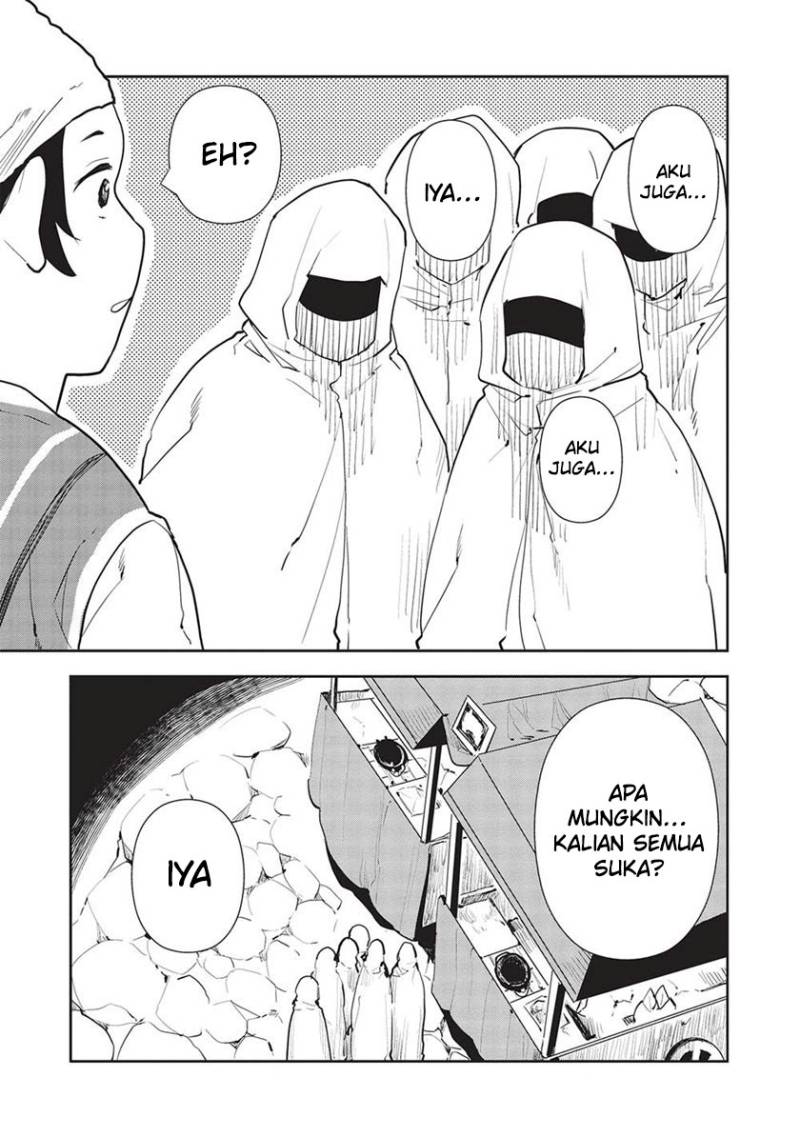 AKU
JUGA...
IYA...
AKU
JUGA...
EH?
APA
MUNGKIN...
KALIAN SEMUA
SUKA?
IYA